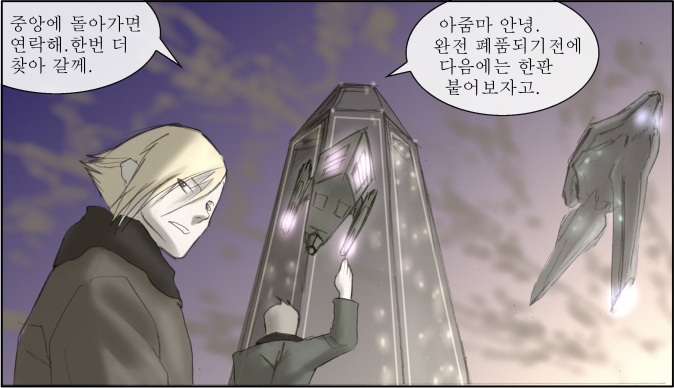 중앙에 돌아가면
연락해.한번 더
찾아 갈께.
아줌마 안녕.
완전 폐품되기전에
다음에는 한판
붙어보자고.